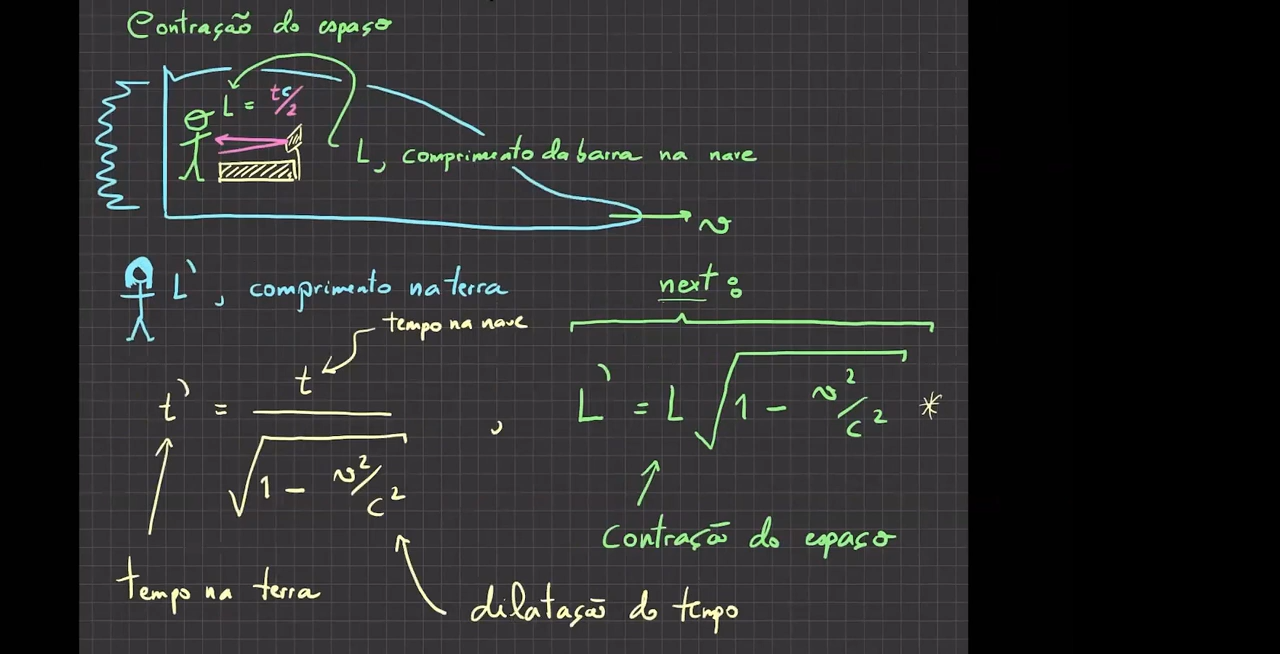 Contração do espaço
L = tc/2
L, comprimento da barra na nave
v
L', comprimento na terra
next:
tempo na nave
t' = t / √(1 - v²/c²) , L' = L √(1 - v²/c²) *
Contração do espaço
tempo na terra
dilatação do tempo